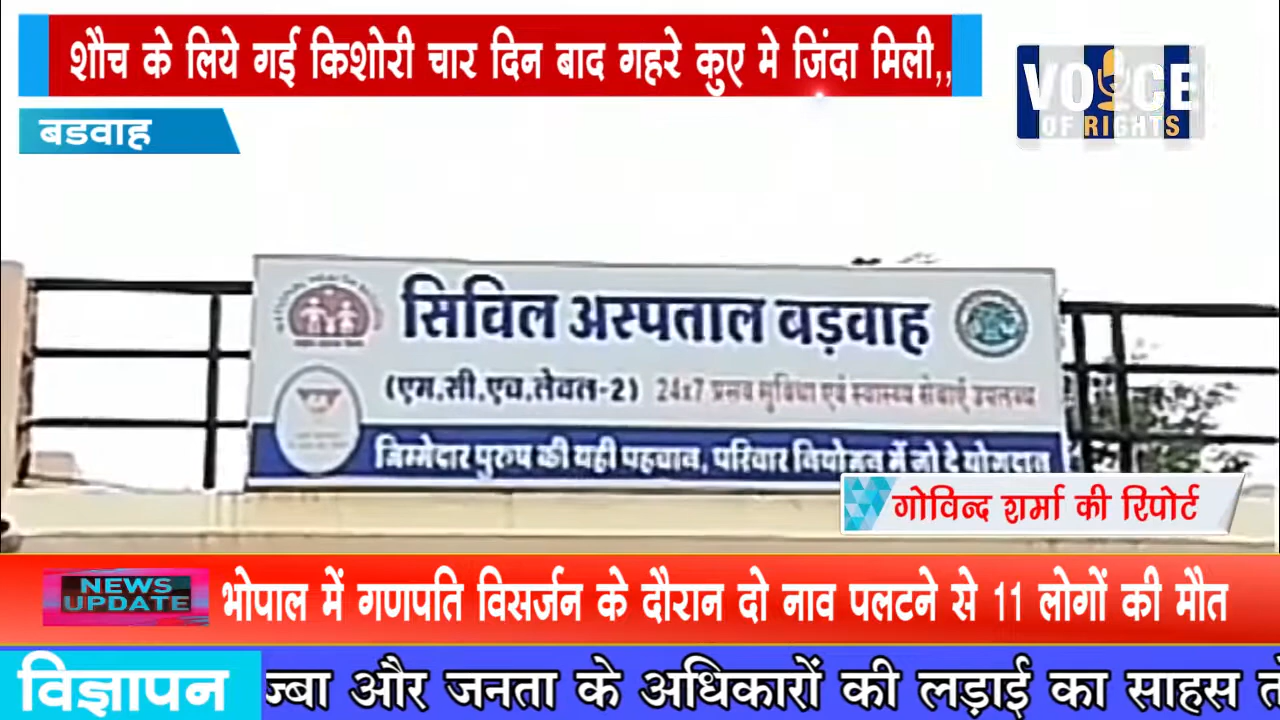 शौच के लिये गई किशोरी चार दिन बाद गहरे कुए मे जिंदा मिली,,
VOICE
OF RIGHTS
बडवाह
सिविल अस्पताल बड़वाह
(एम.सी.एच.लेवल-2) 24x7 प्रसव सुविधा एवं स्वास्थ्य सेवाएँ उपलब्ध
जिम्मेदार पुरुष की यही पहचान, परिवार नियोजन में जो दे योगदान
गोविन्द शर्मा की रिपोर्ट
NEWS
UPDATE
भोपाल में गणपति विसर्जन के दौरान दो नाव पलटने से 11 लोगों की मौत
विज्ञापन
ज्बा और जनता के अधिकारों की लड़ाई का साहस तो